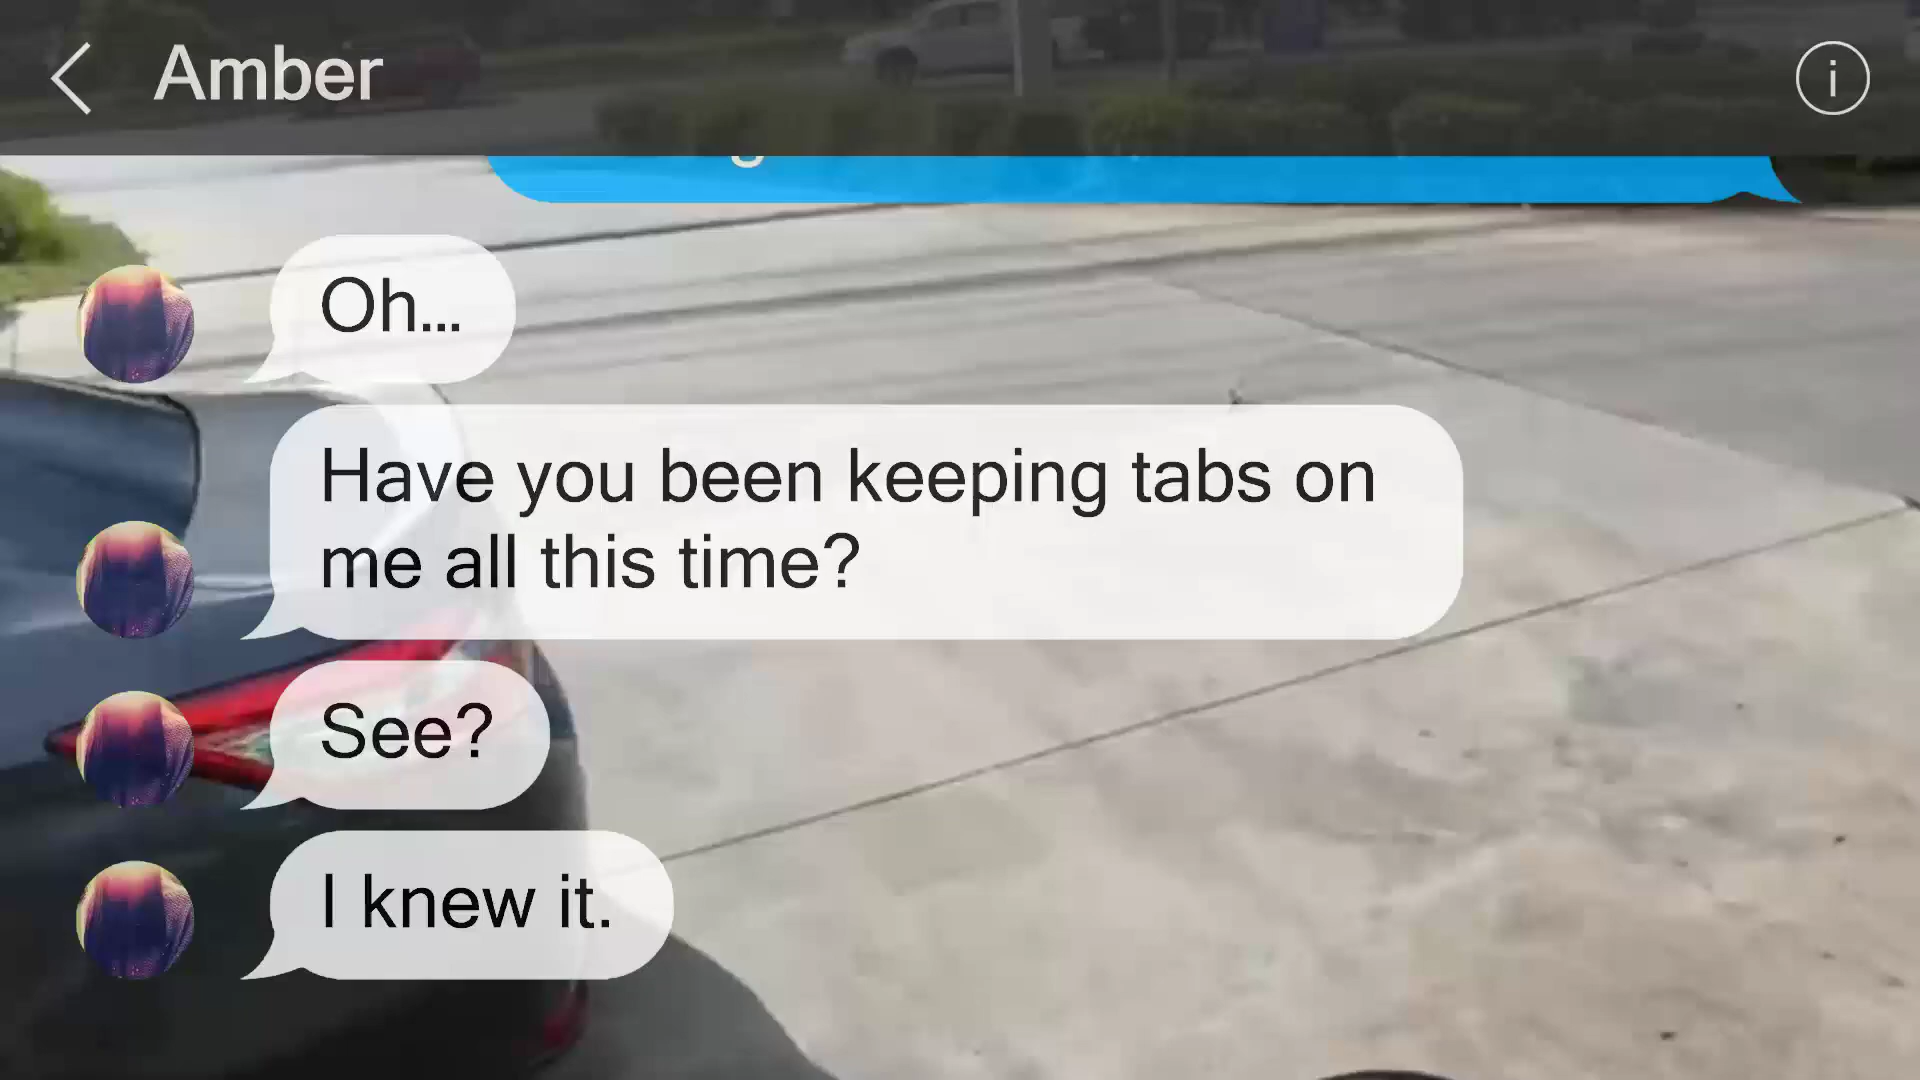 Amber
Oh...
Have you been keeping tabs on
me all this time?
See?
I knew it.